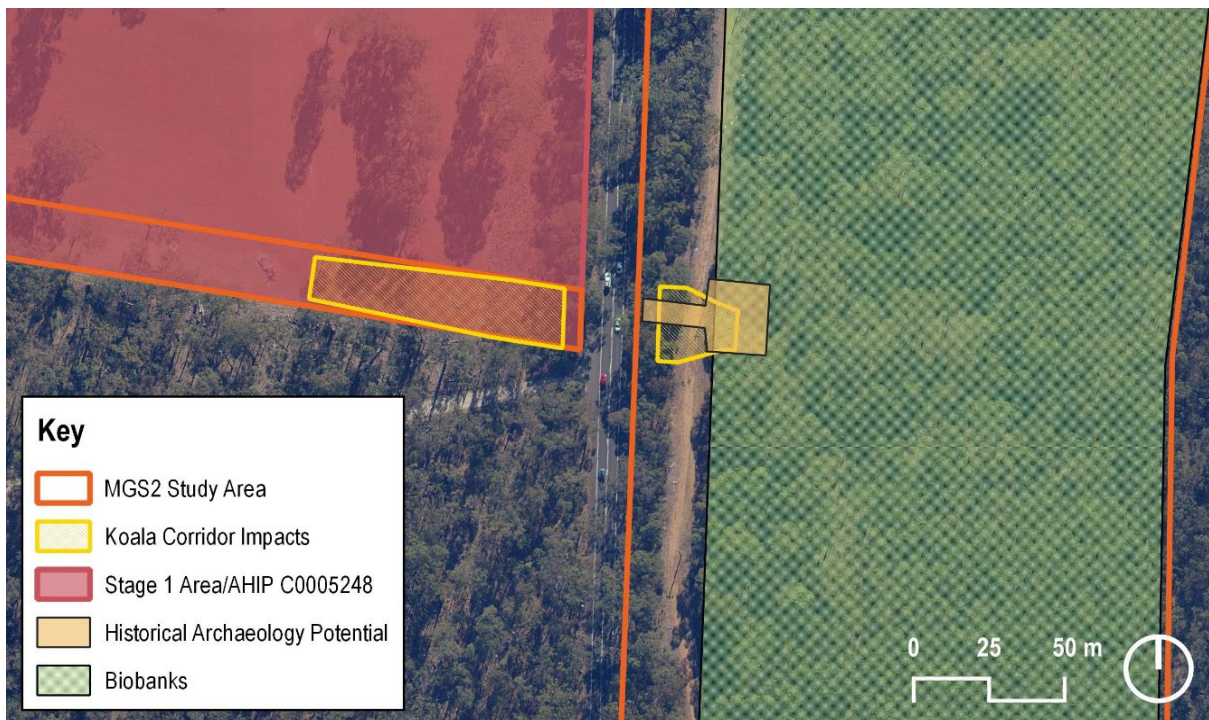 Key
MGS2 Study Area
Koala Corridor Impacts
Stage 1 Area/AHIP C0005248
Historical Archaeology Potential
Biobanks
0 25 50 m